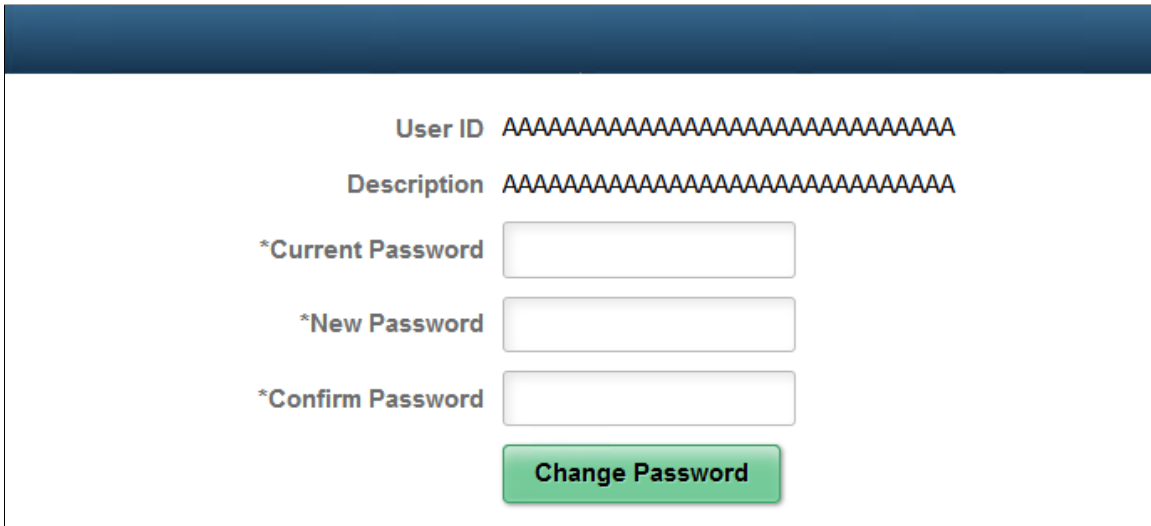 User ID AAAAAAAAAAAAAAAAAAAAAAAAAAAAAA
Description AAAAAAAAAAAAAAAAAAAAAAAAAAAAAA
*Current Password
*New Password
*Confirm Password
Change Password